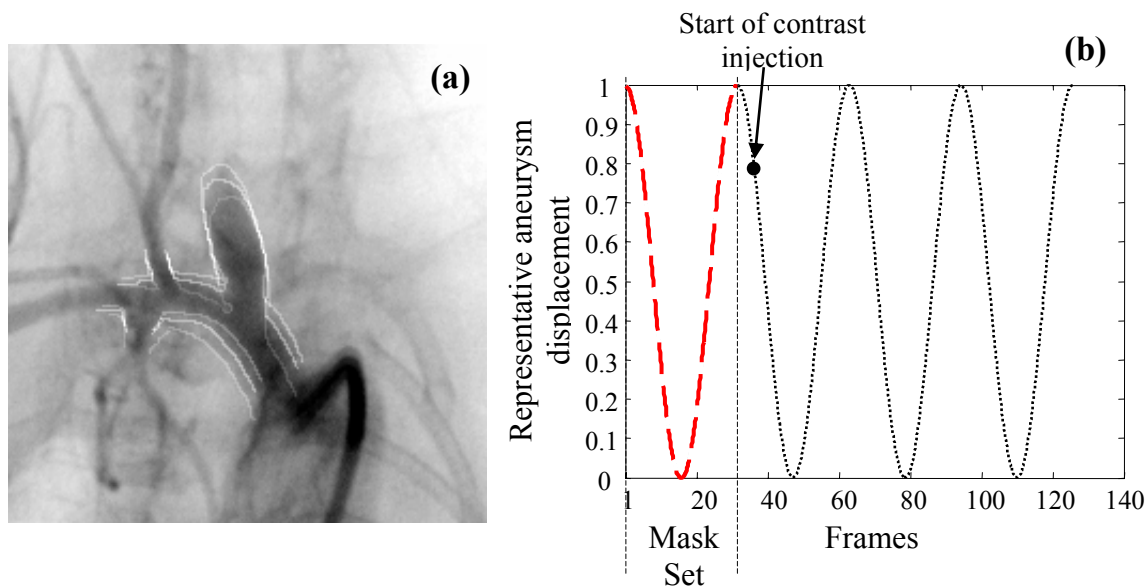 (a)
Start of contrast
injection
(b)
Representative aneurysm
displacement
1
0.9
0.8
0.7
0.6
0.5
0.4
0.3
0.2
0.1
0
1 20 40 60 80 100 120 140
Mask
Set
Frames